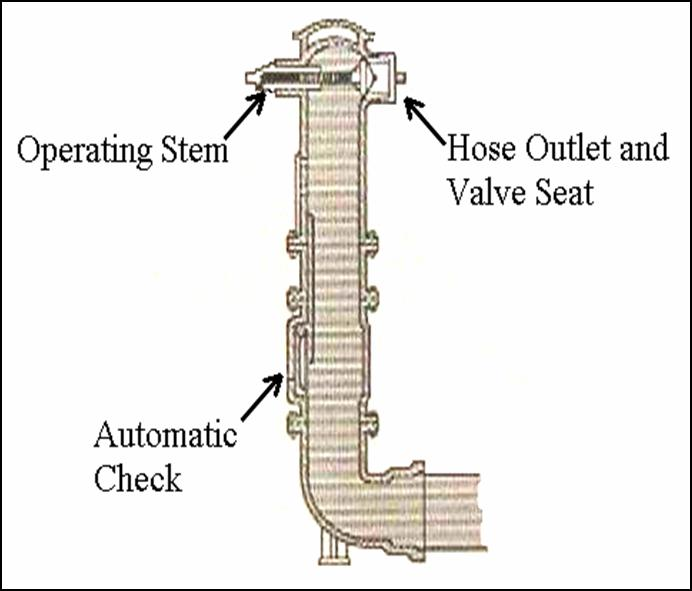 Operating Stem
Hose Outlet and
Valve Seat
Automatic
Check